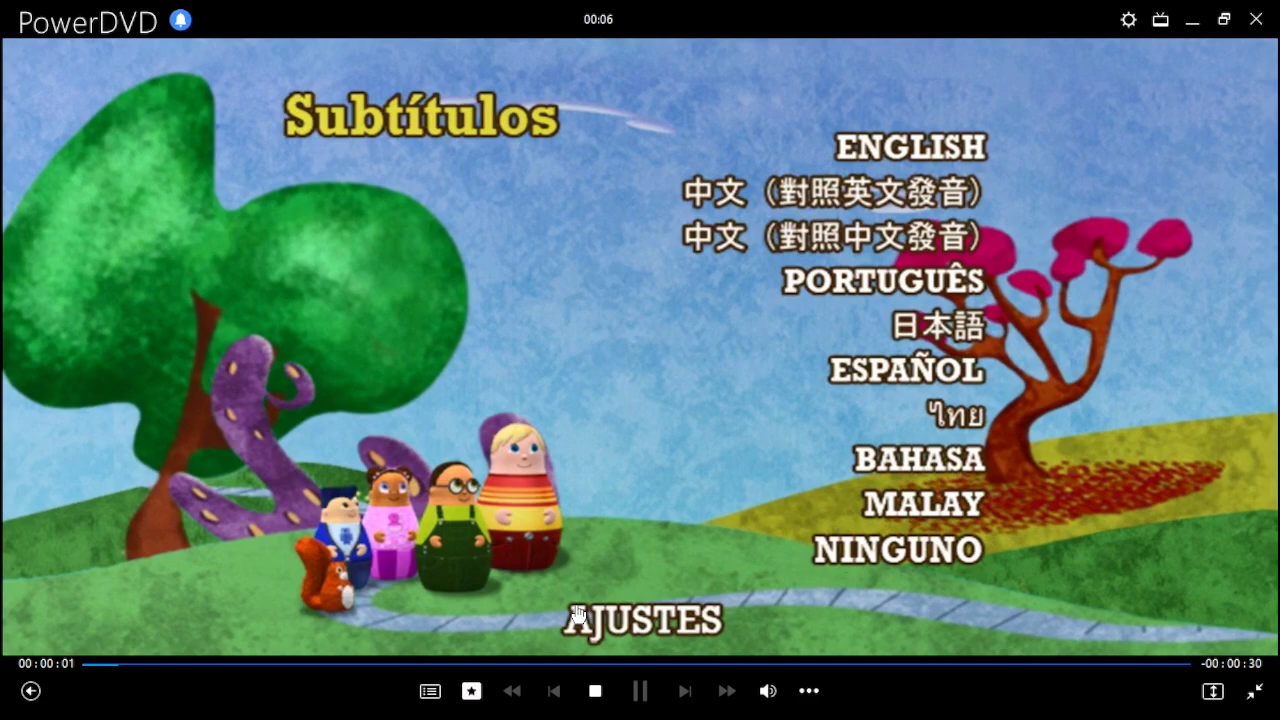 PowerDVD
00:06
Subtítulos
ENGLISH
中文（對照英文發音）
中文（對照中文發音）
PORTUGUÊS
日本語
ESPAÑOL
ไทย
BAHASA
MALAY
NINGUNO
AJUSTES
00:00:01
-00:00:30